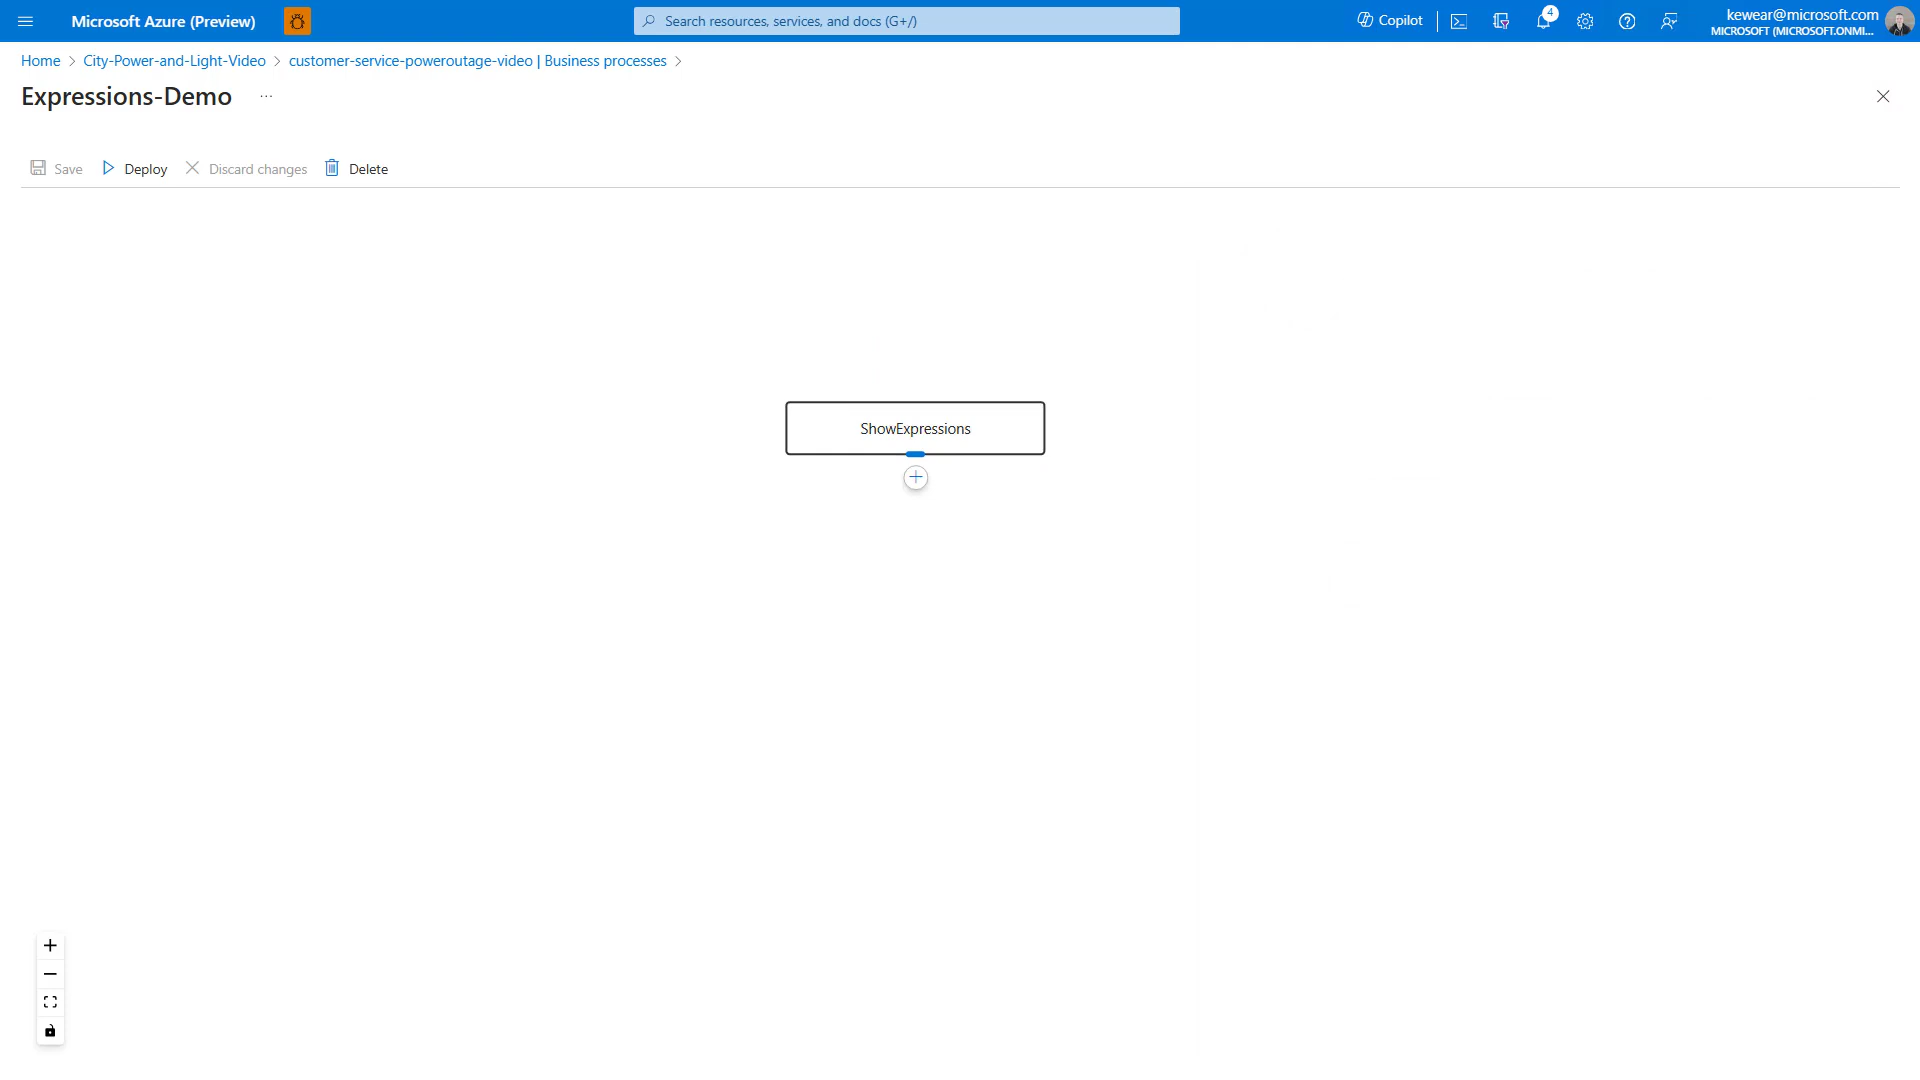 Microsoft Azure (Preview)
Search resources, services, and docs (G+/)
Copilot
4
kewear@microsoft.com
MICROSOFT (MICROSOFT.ONMI...
Home > City-Power-and-Light-Video > customer-service-poweroutage-video | Business processes >
Expressions-Demo ...
Save Deploy Discard changes Delete
ShowExpressions